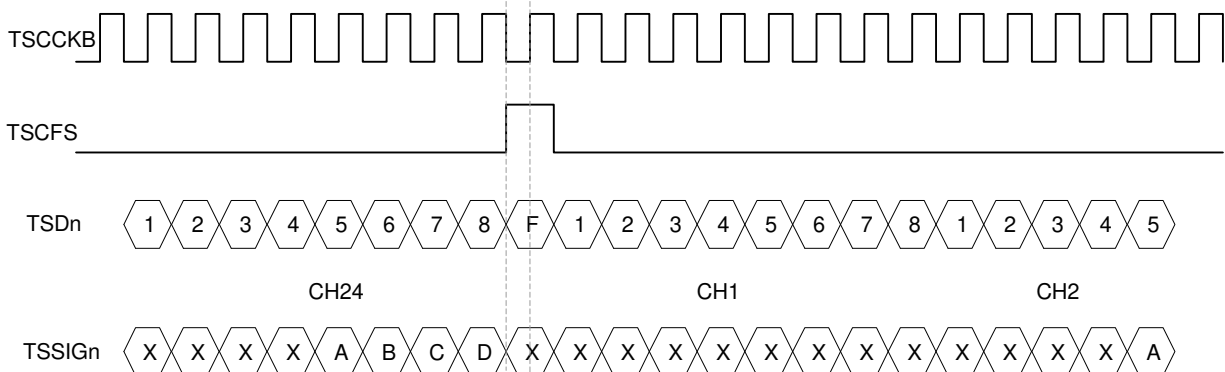 TSCCKB
TSCFS
TSDn 1 2 3 4 5 6 7 8 F 1 2 3 4 5 6 7 8 1 2 3 4 5
CH24 CH1 CH2
TSSIGn X X X X A B C D X X X X X X X X X X X X X A